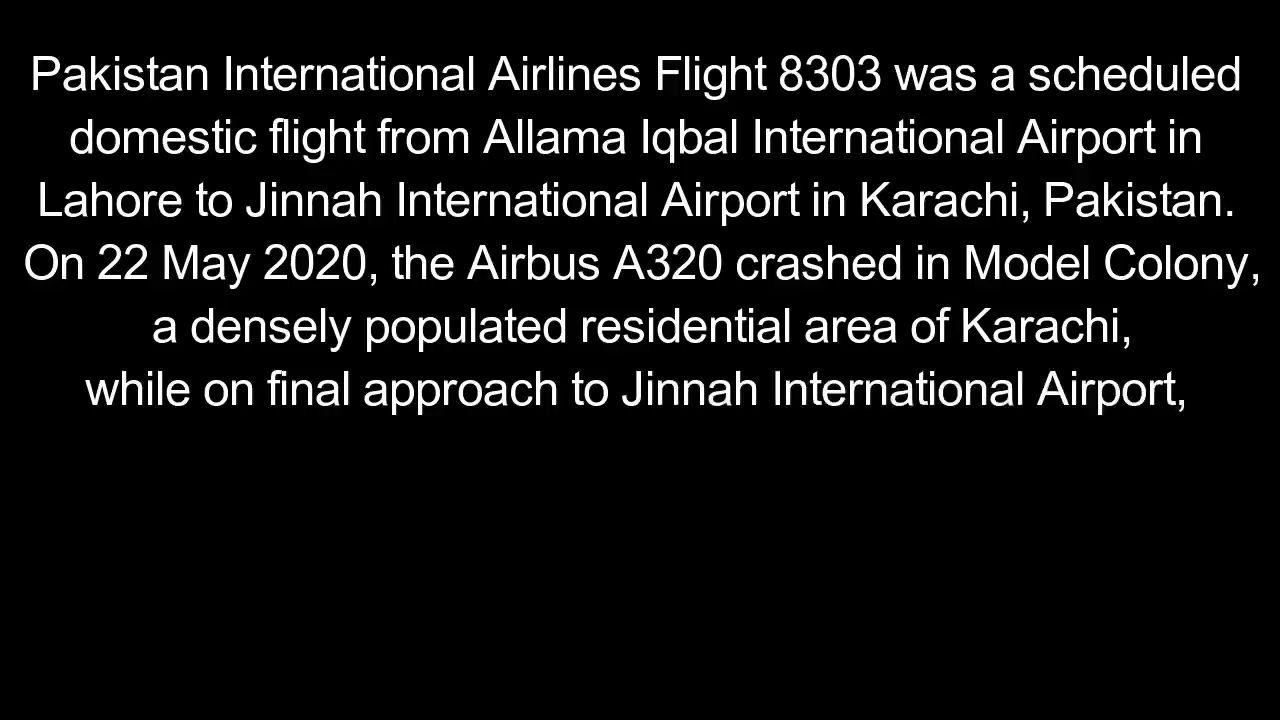 Pakistan International Airlines Flight 8303 was a scheduled
domestic flight from Allama Iqbal International Airport in
Lahore to Jinnah International Airport in Karachi, Pakistan.
On 22 May 2020, the Airbus A320 crashed in Model Colony,
a densely populated residential area of Karachi,
while on final approach to Jinnah International Airport,